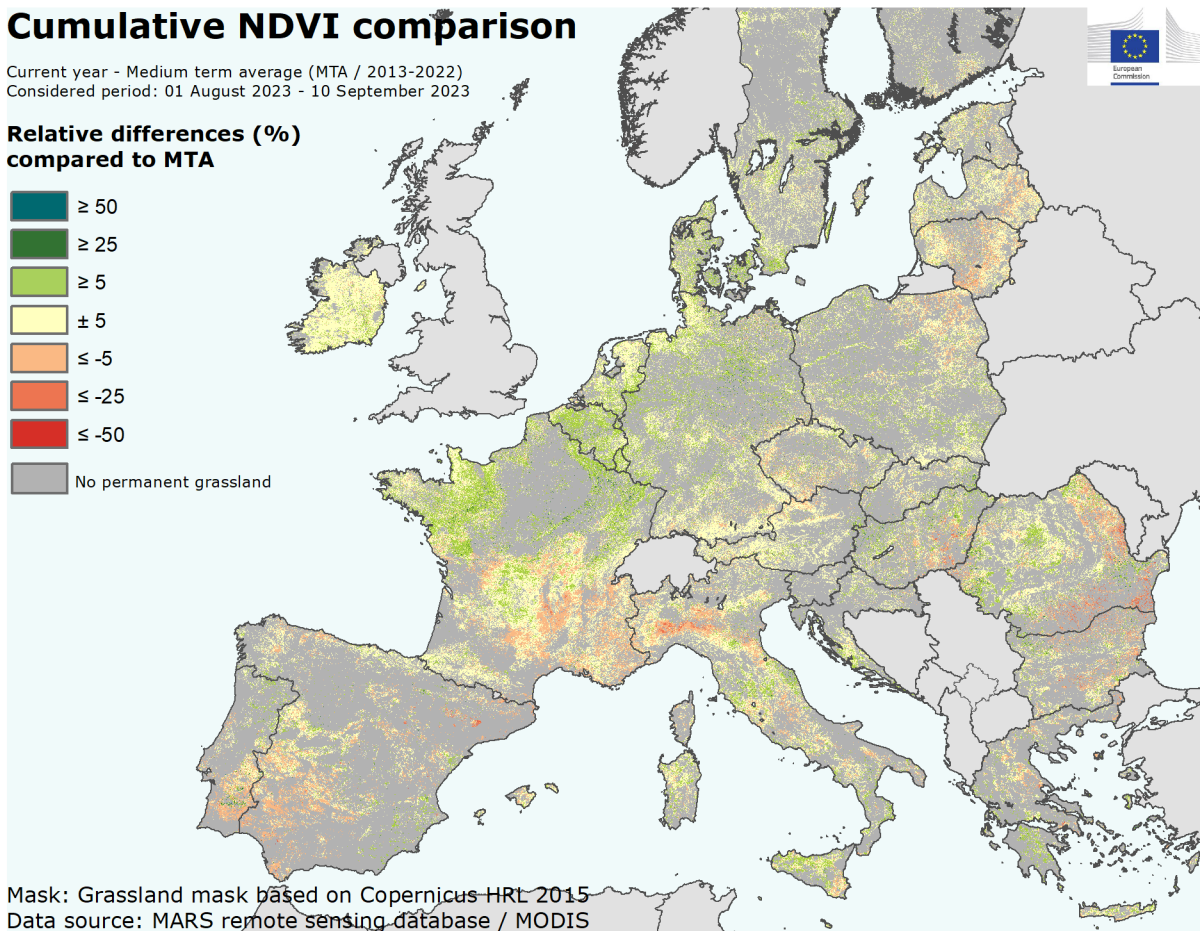 Cumulative NDVI comparison
Current year - Medium term average (MTA / 2013-2022)
Considered period: 01 August 2023 - 10 September 2023
European
Commission
Relative differences (%)
compared to MTA
≥ 50
≥ 25
≥ 5
± 5
≤ -5
≤ -25
≤ -50
No permanent grassland
Mask: Grassland mask based on Copernicus HRL 2015
Data source: MARS remote sensing database / MODIS